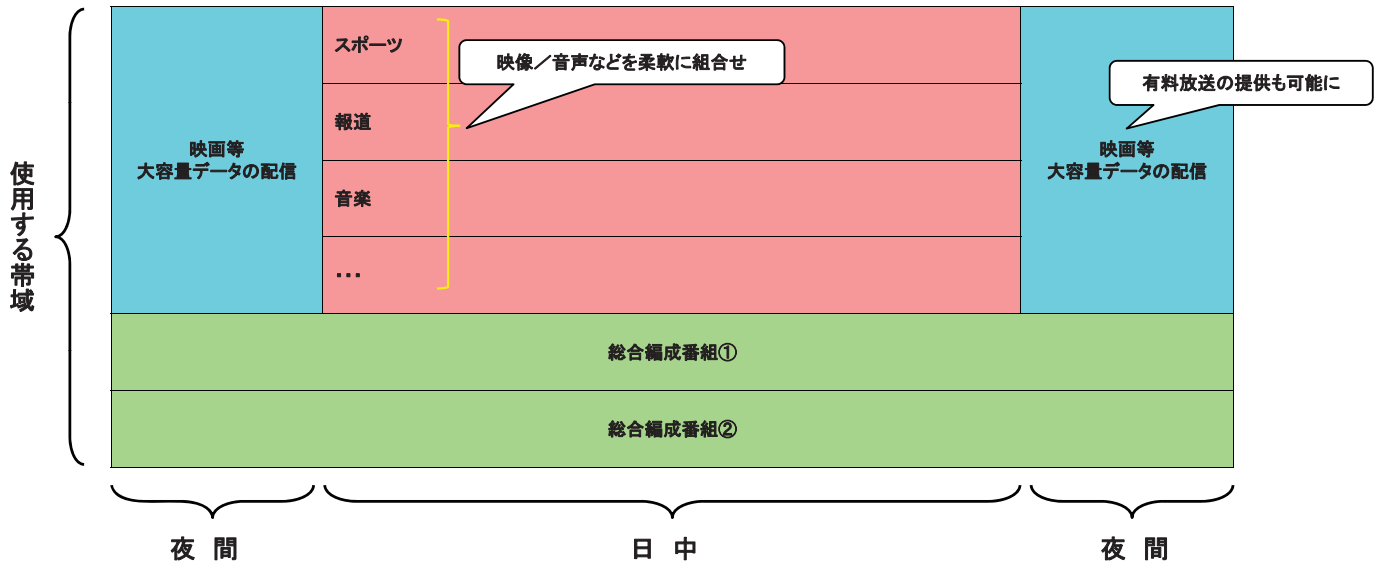 使用する帯域
映画等
大容量データの配信
スポーツ
映像／音声などを柔軟に組合せ
報道
音楽
・・・
有料放送の提供も可能に
映画等
大容量データの配信
総合編成番組①
総合編成番組②
夜　間
日　中
夜　間